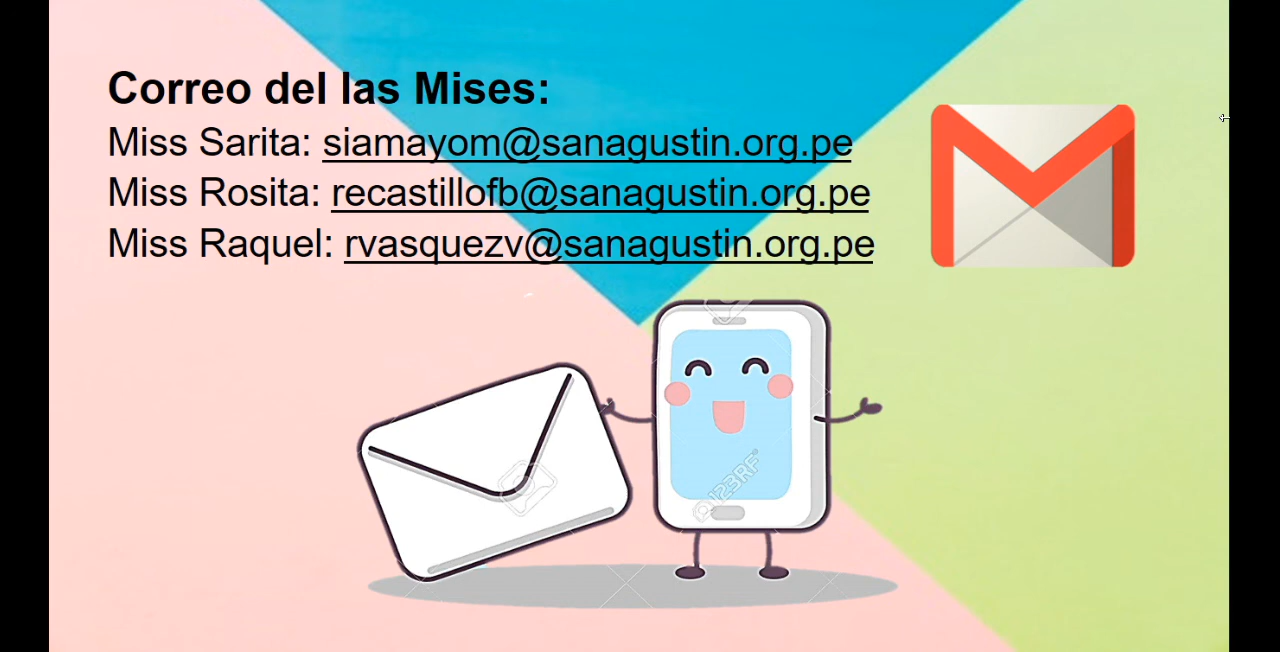 Correo del las Mises:
Miss Sarita: siamayom@sanagustin.org.pe
Miss Rosita: recastillofb@sanagustin.org.pe
Miss Raquel: rvasquezv@sanagustin.org.pe
123RF